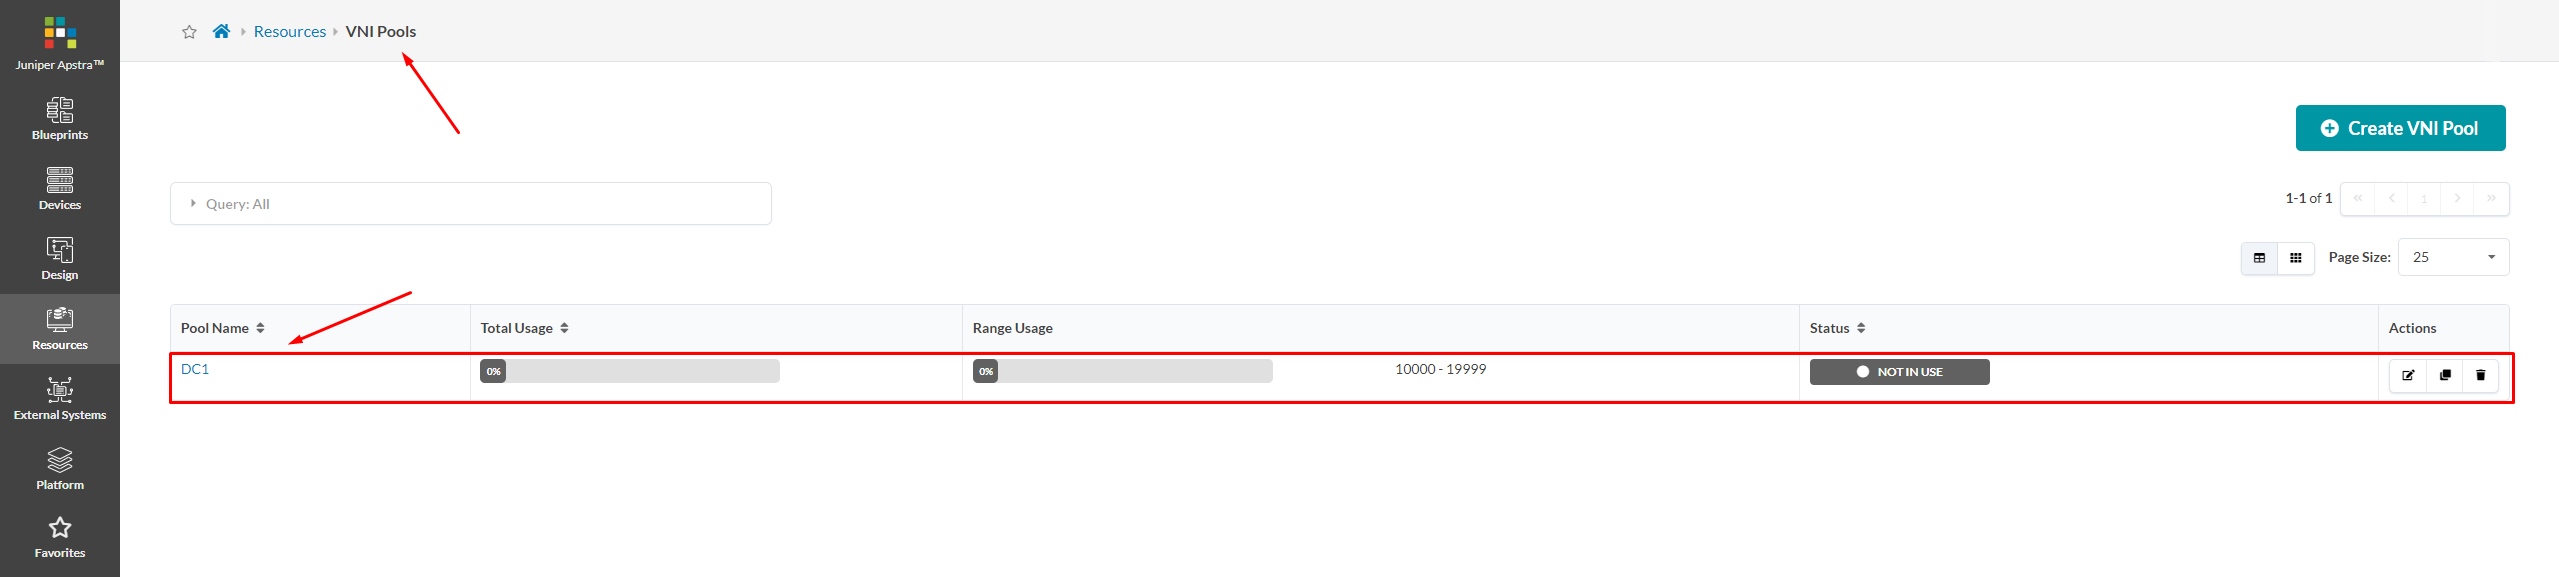 Juniper Apstra™
Blueprints
Devices
Design
Resources
External Systems
Platform
Favorites
Resources VNI Pools
Create VNI Pool
Query: All
1-1 of 1 « < 1 > »
Page Size: 25
Pool Name Total Usage Range Usage Status Actions
DC1 0% 0% 10000 - 19999 NOT IN USE